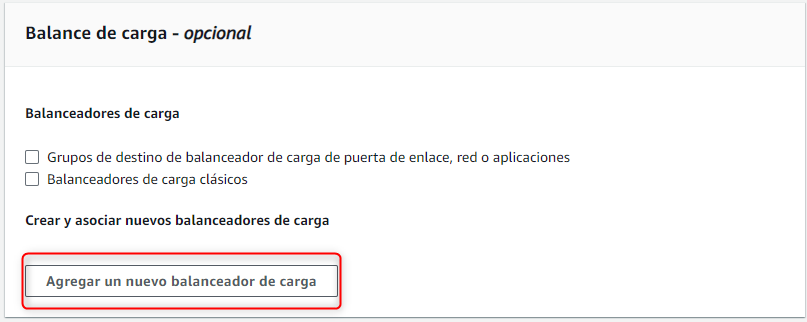 Balance de carga - opcional
Balanceadores de carga
Grupos de destino de balanceador de carga de puerta de enlace, red o aplicaciones
Balanceadores de carga clásicos
Crear y asociar nuevos balanceadores de carga
Agregar un nuevo balanceador de carga